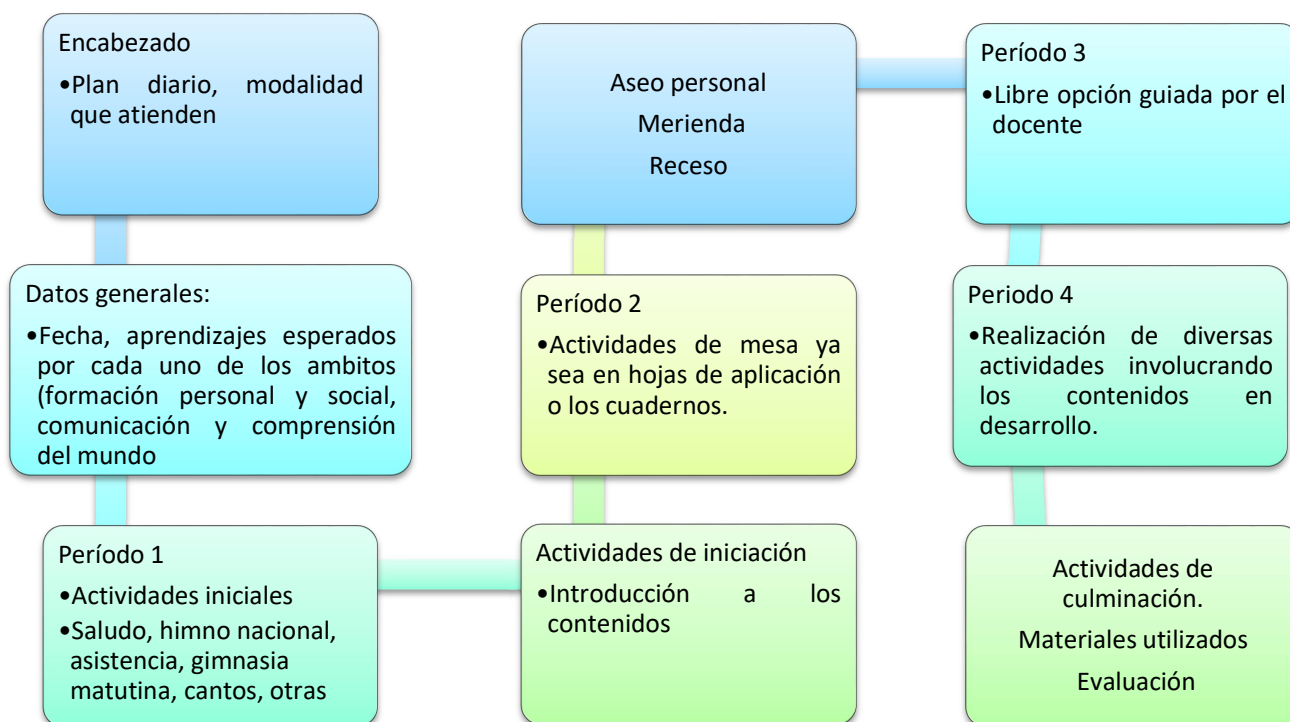 Encabezado
•Plan diario, modalidad
que atienden
Datos generales:
•Fecha, aprendizajes esperados
por cada uno de los ambitos
(formación personal y social,
comunicación y comprensión
del mundo
Período 1
•Actividades iniciales
•Saludo, himno nacional,
asistencia, gimnasia
matutina, cantos, otras
Actividades de iniciación
•Introducción a los
contenidos
Período 2
•Actividades de mesa ya
sea en hojas de aplicación
o los cuadernos.
Aseo personal
Merienda
Receso
Período 3
•Libre opción guiada por el
docente
Periodo 4
•Realización de diversas
actividades involucrando
los contenidos en
desarrollo.
Actividades de
culminación.
Materiales utilizados
Evaluación